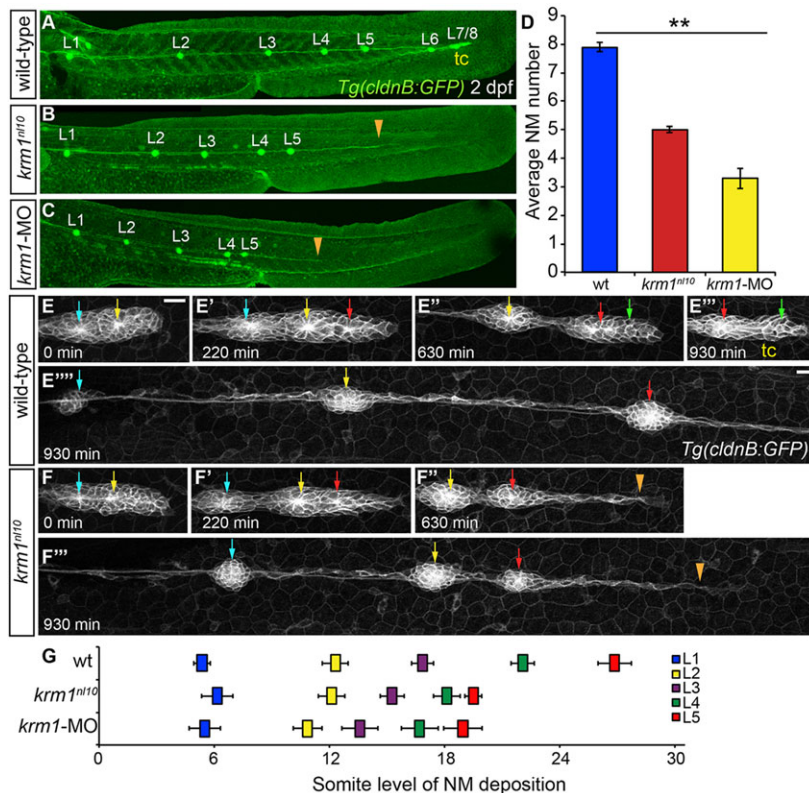 A
wild-type
L1
L2
L3
L4
L5
L6
L7/8
tc
Tg(cldnB:GFP) 2 dpf
B
krm1nl10
L1
L2
L3
L4
L5
C
krm1-MO
L1
L2
L3
L4
L5
D
Average NM number
9
8
7
6
5
4
3
2
1
0
**
wt
krm1nl10
krm1-MO
wild-type
E
0 min
E'
220 min
E''
630 min
E'''
930 min
tc
E''''
930 min
Tg(cldnB:GFP)
krm1nl10
F
0 min
F'
220 min
F''
630 min
F'''
930 min
G
wt
krm1nl10
krm1-MO
L1
L2
L3
L4
L5
0
6
12
18
24
30
Somite level of NM deposition